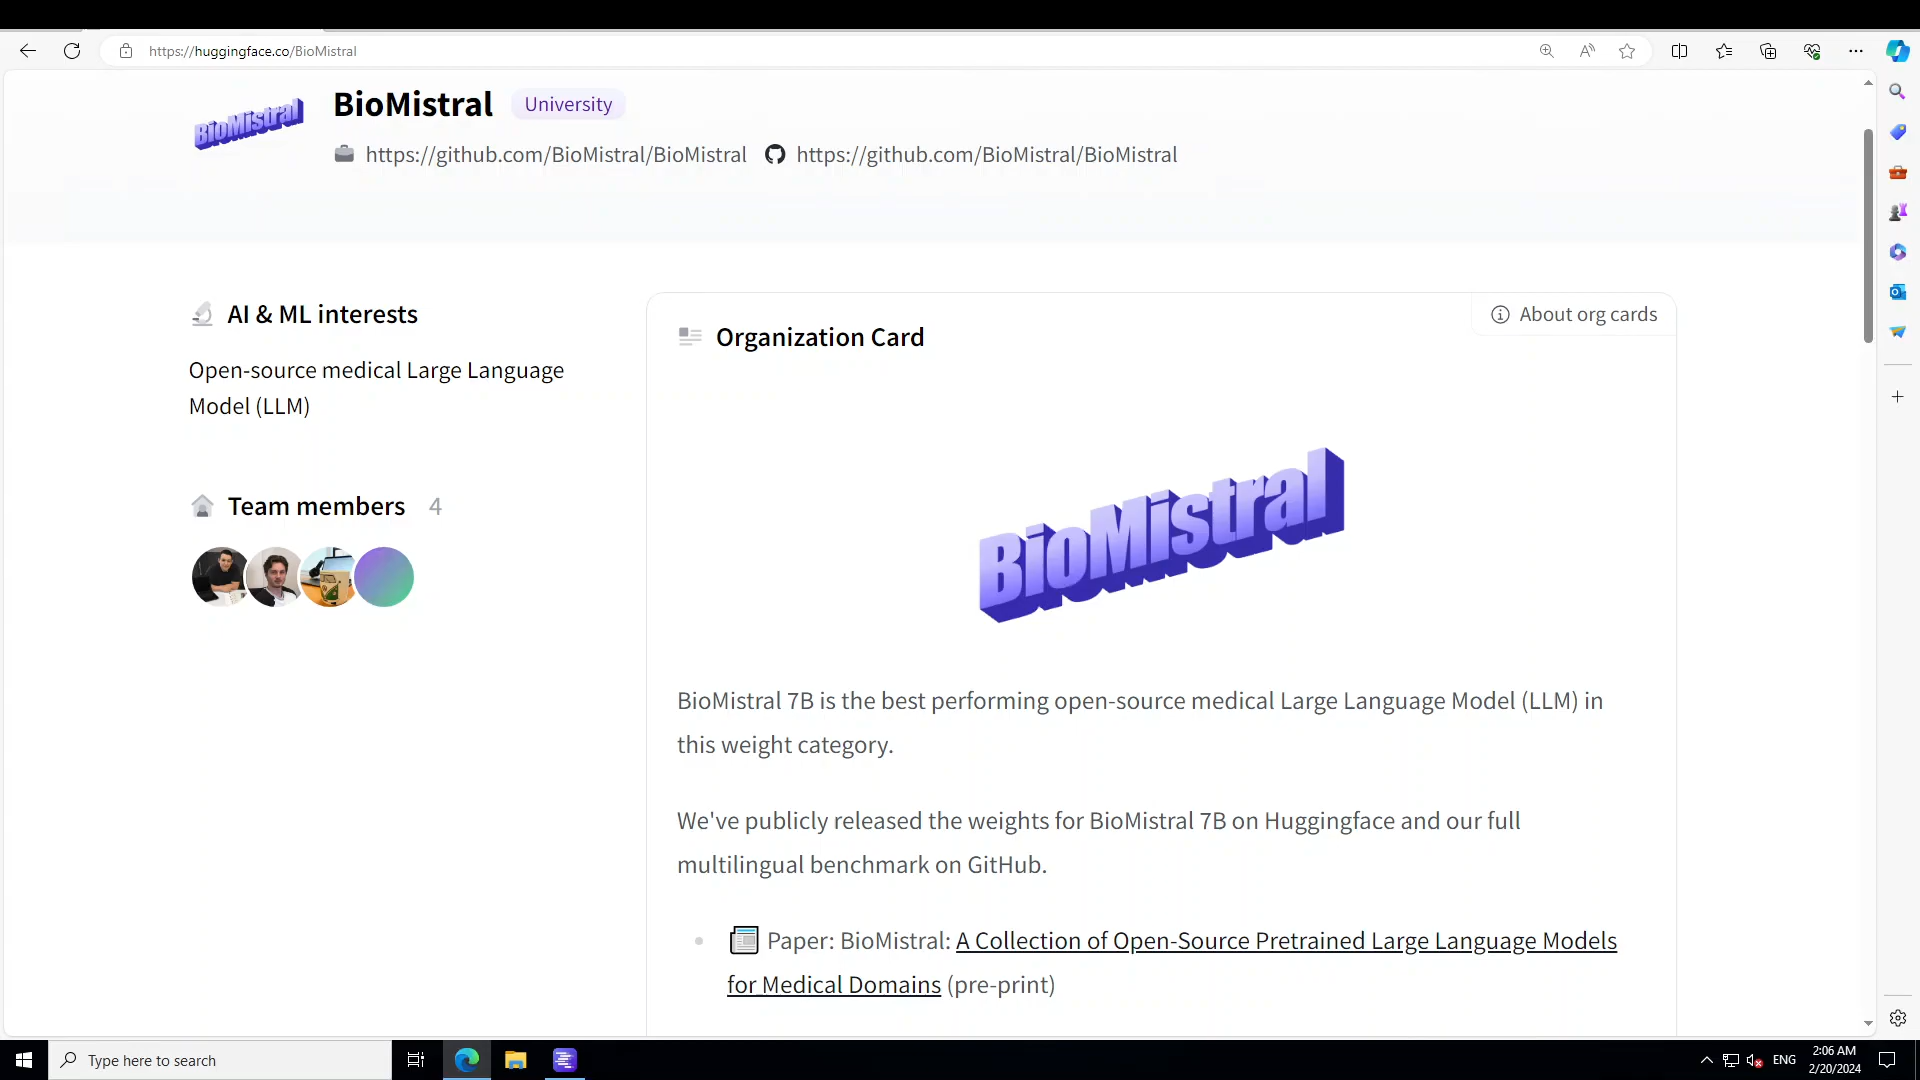 https://huggingface.co/BioMistral
BioMistral
BioMistral University
https://github.com/BioMistral/BioMistral https://github.com/BioMistral/BioMistral
AI & ML interests
Open-source medical Large Language
Model (LLM)
Team members 4
About org cards
Organization Card
BioMistral
BioMistral 7B is the best performing open-source medical Large Language Model (LLM) in
this weight category.
We've publicly released the weights for BioMistral 7B on Huggingface and our full
multilingual benchmark on GitHub.
Paper: BioMistral: A Collection of Open-Source Pretrained Large Language Models
for Medical Domains (pre-print)
Type here to search
ENG
2:06 AM
2/20/2024